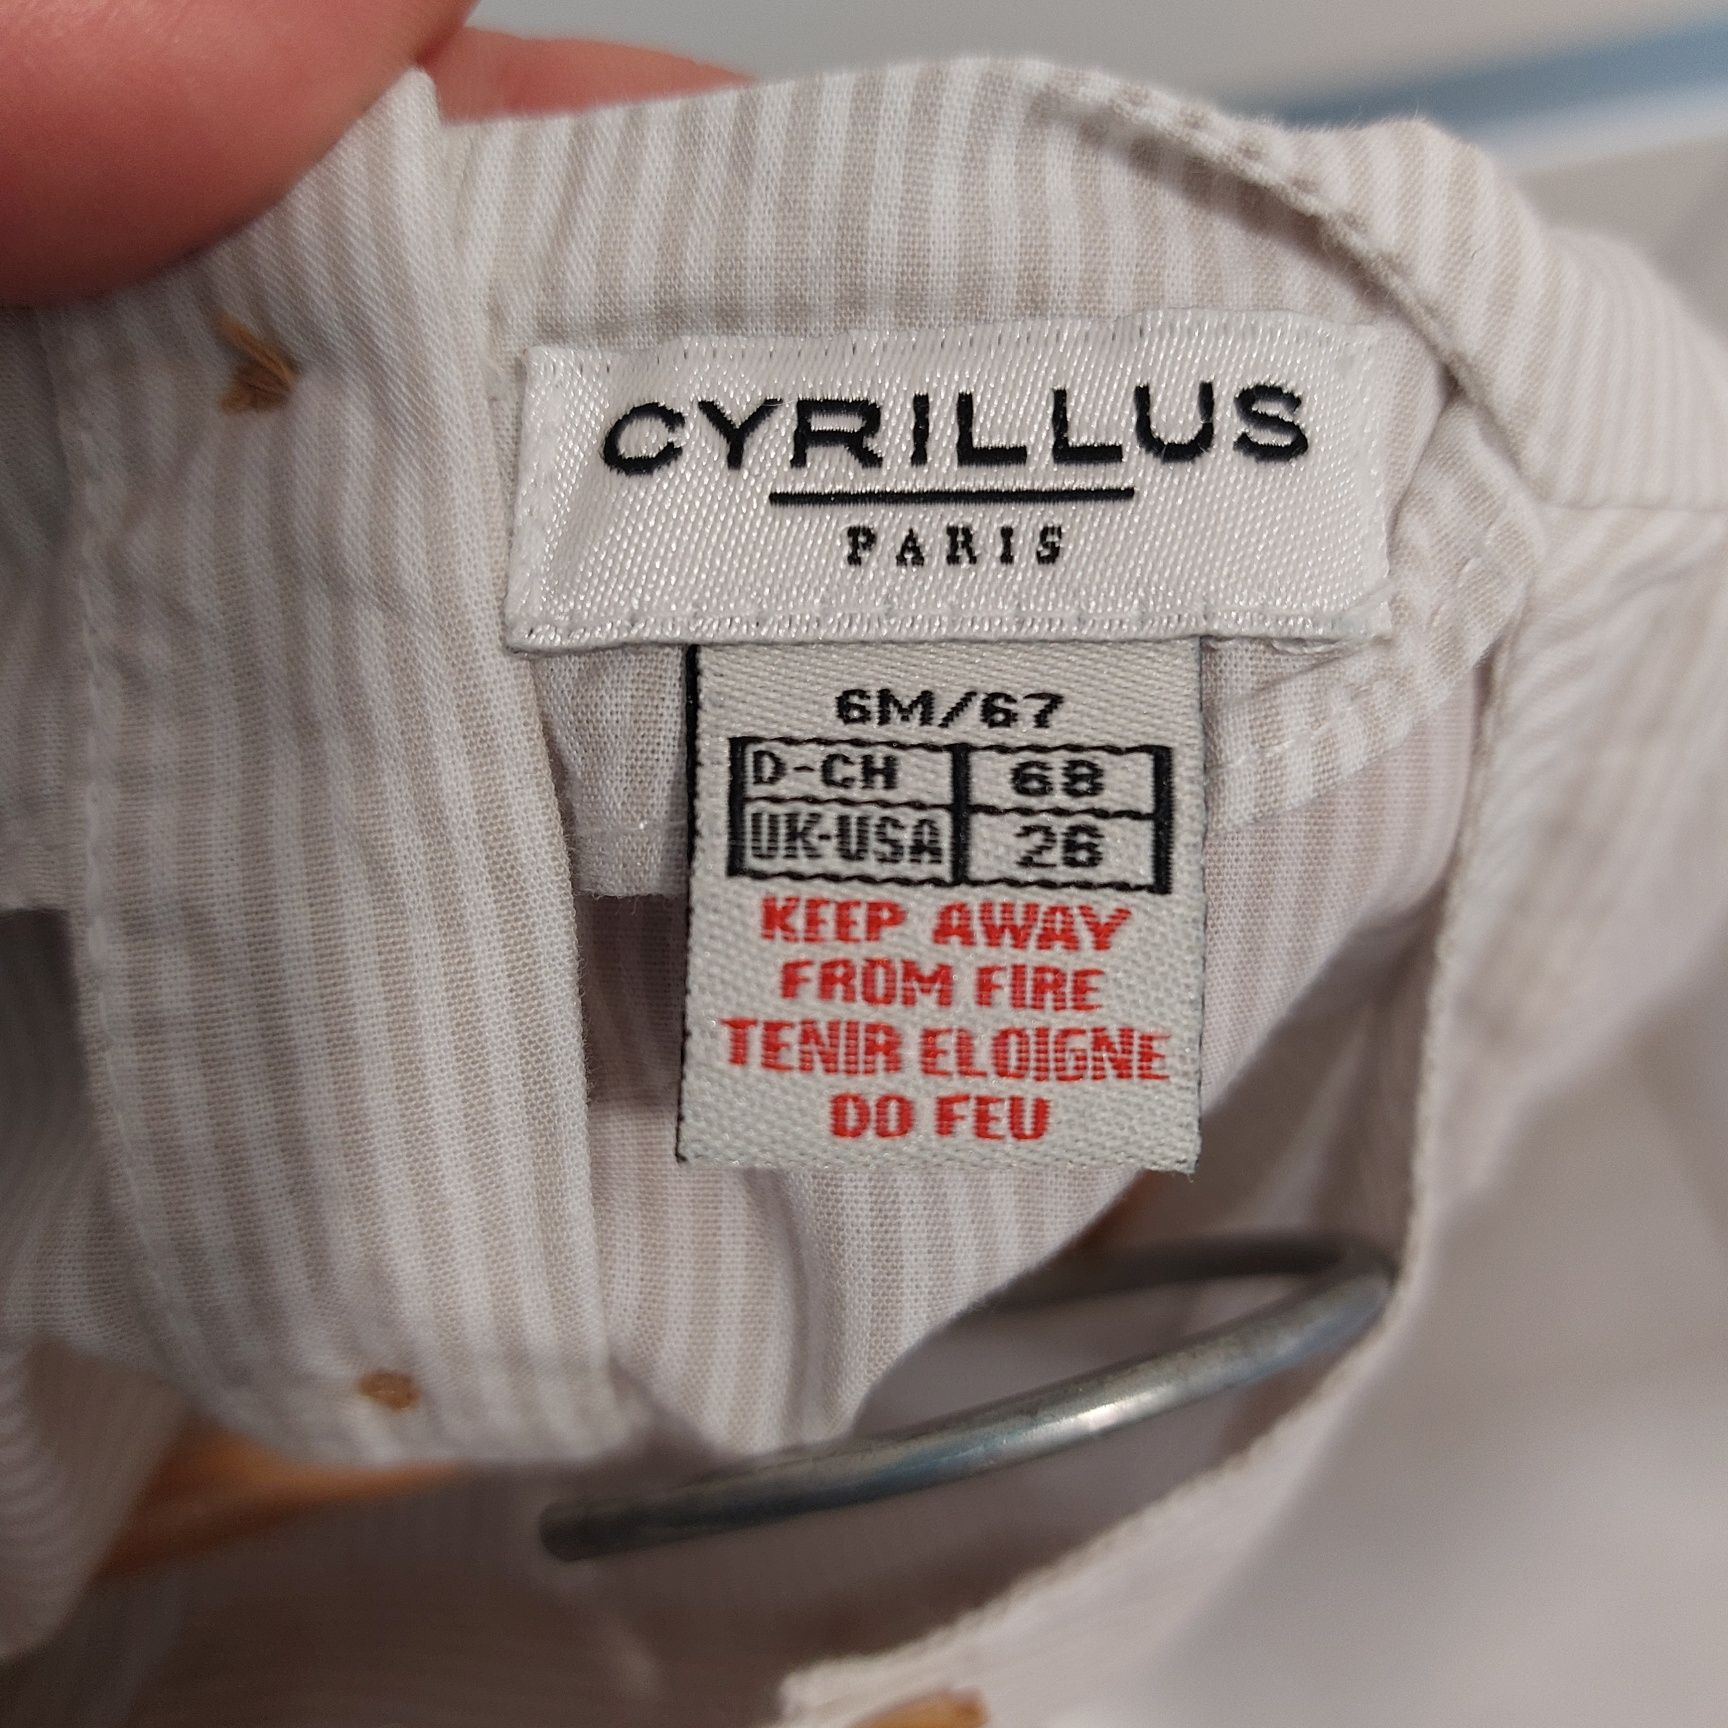 CYRILLUS
PARIS
6M/67
D-CH 68
UK-USA 26
KEEP AWAY
FROM FIRE
TENIR ELOIGNE
DO FEU